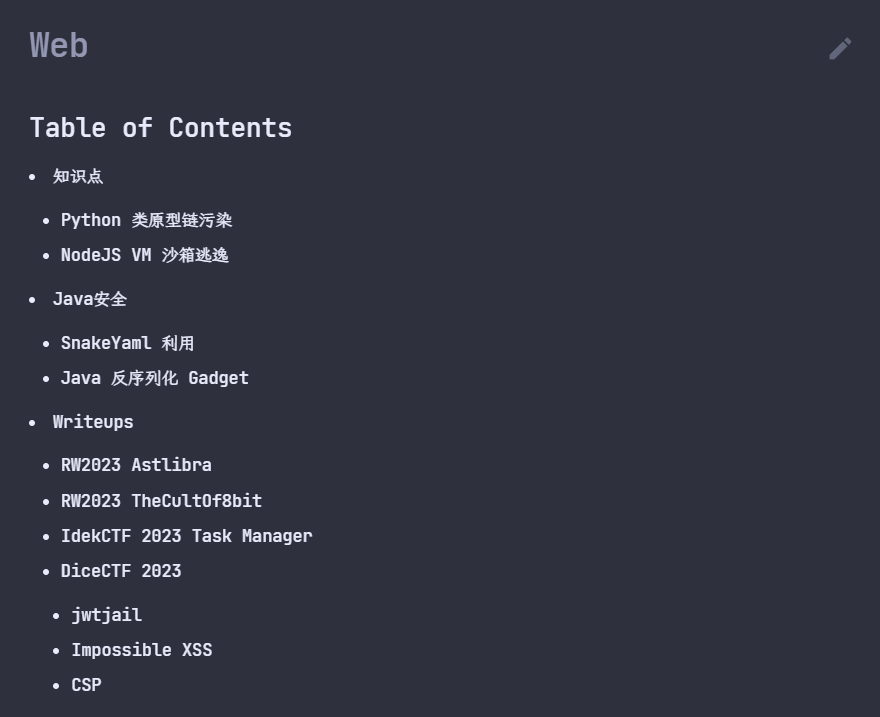 Web
Table of Contents
知识点
Python 类原型链污染
NodeJS VM 沙箱逃逸
Java安全
SnakeYaml 利用
Java 反序列化 Gadget
Writeups
RW2023 Astlibra
RW2023 TheCultOf8bit
IdekCTF 2023 Task Manager
DiceCTF 2023
jwtjail
Impossible XSS
CSP